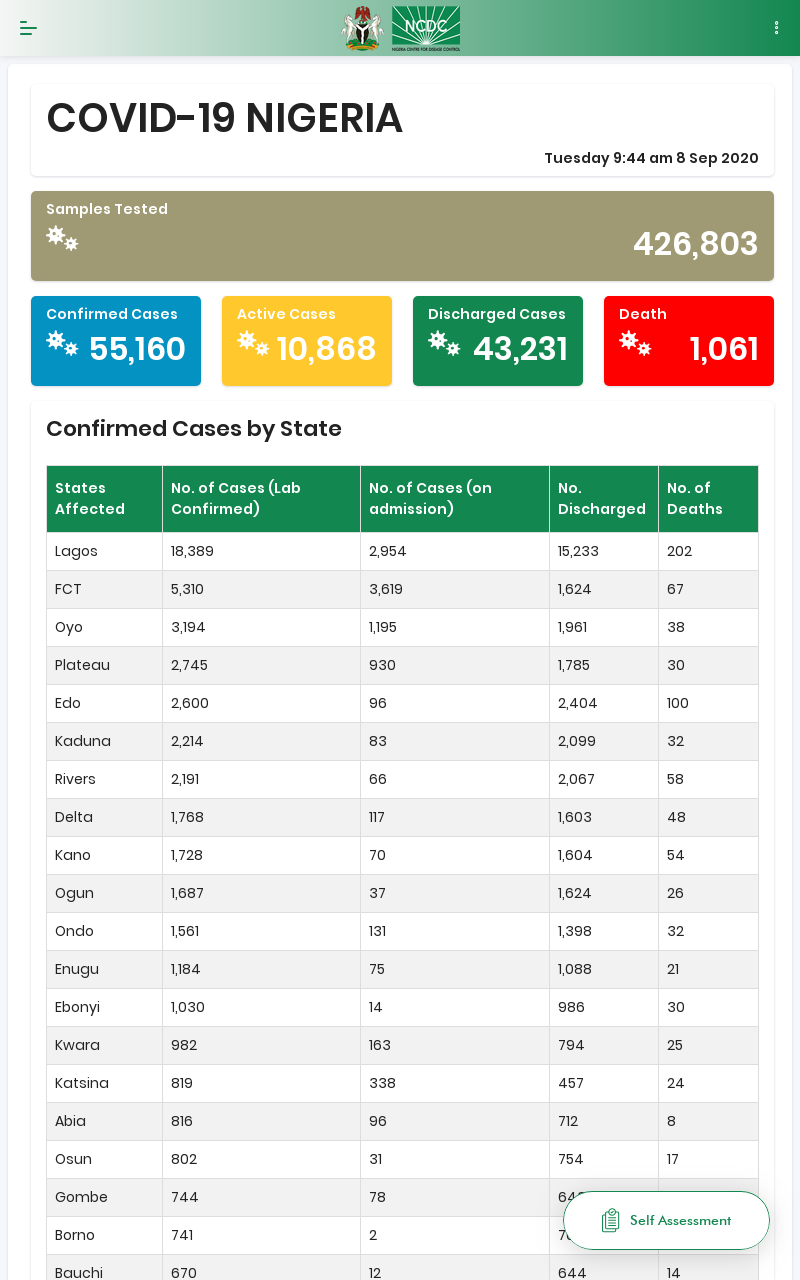 NCDC
NIGERIA CENTRE FOR DISEASE CONTROL
COVID-19 NIGERIA
Tuesday 9:44 am 8 Sep 2020
Samples Tested
426,803
Confirmed Cases
55,160
Active Cases
10,868
Discharged Cases
43,231
Death
1,061
Confirmed Cases by State
States Affected | No. of Cases (Lab Confirmed) | No. of Cases (on admission) | No. Discharged | No. of Deaths
Lagos 18,389 2,954 15,233 202
FCT 5,310 3,619 1,624 67
Oyo 3,194 1,195 1,961 38
Plateau 2,745 930 1,785 30
Edo 2,600 96 2,404 100
Kaduna 2,214 83 2,099 32
Rivers 2,191 66 2,067 58
Delta 1,768 117 1,603 48
Kano 1,728 70 1,604 54
Ogun 1,687 37 1,624 26
Ondo 1,561 131 1,398 32
Enugu 1,184 75 1,088 21
Ebonyi 1,030 14 986 30
Kwara 982 163 794 25
Katsina 819 338 457 24
Abia 816 96 712 8
Osun 802 31 754 17
Gombe 744 78
Self Assessment
Borno 741 2
Bauchi 670 12 644 14